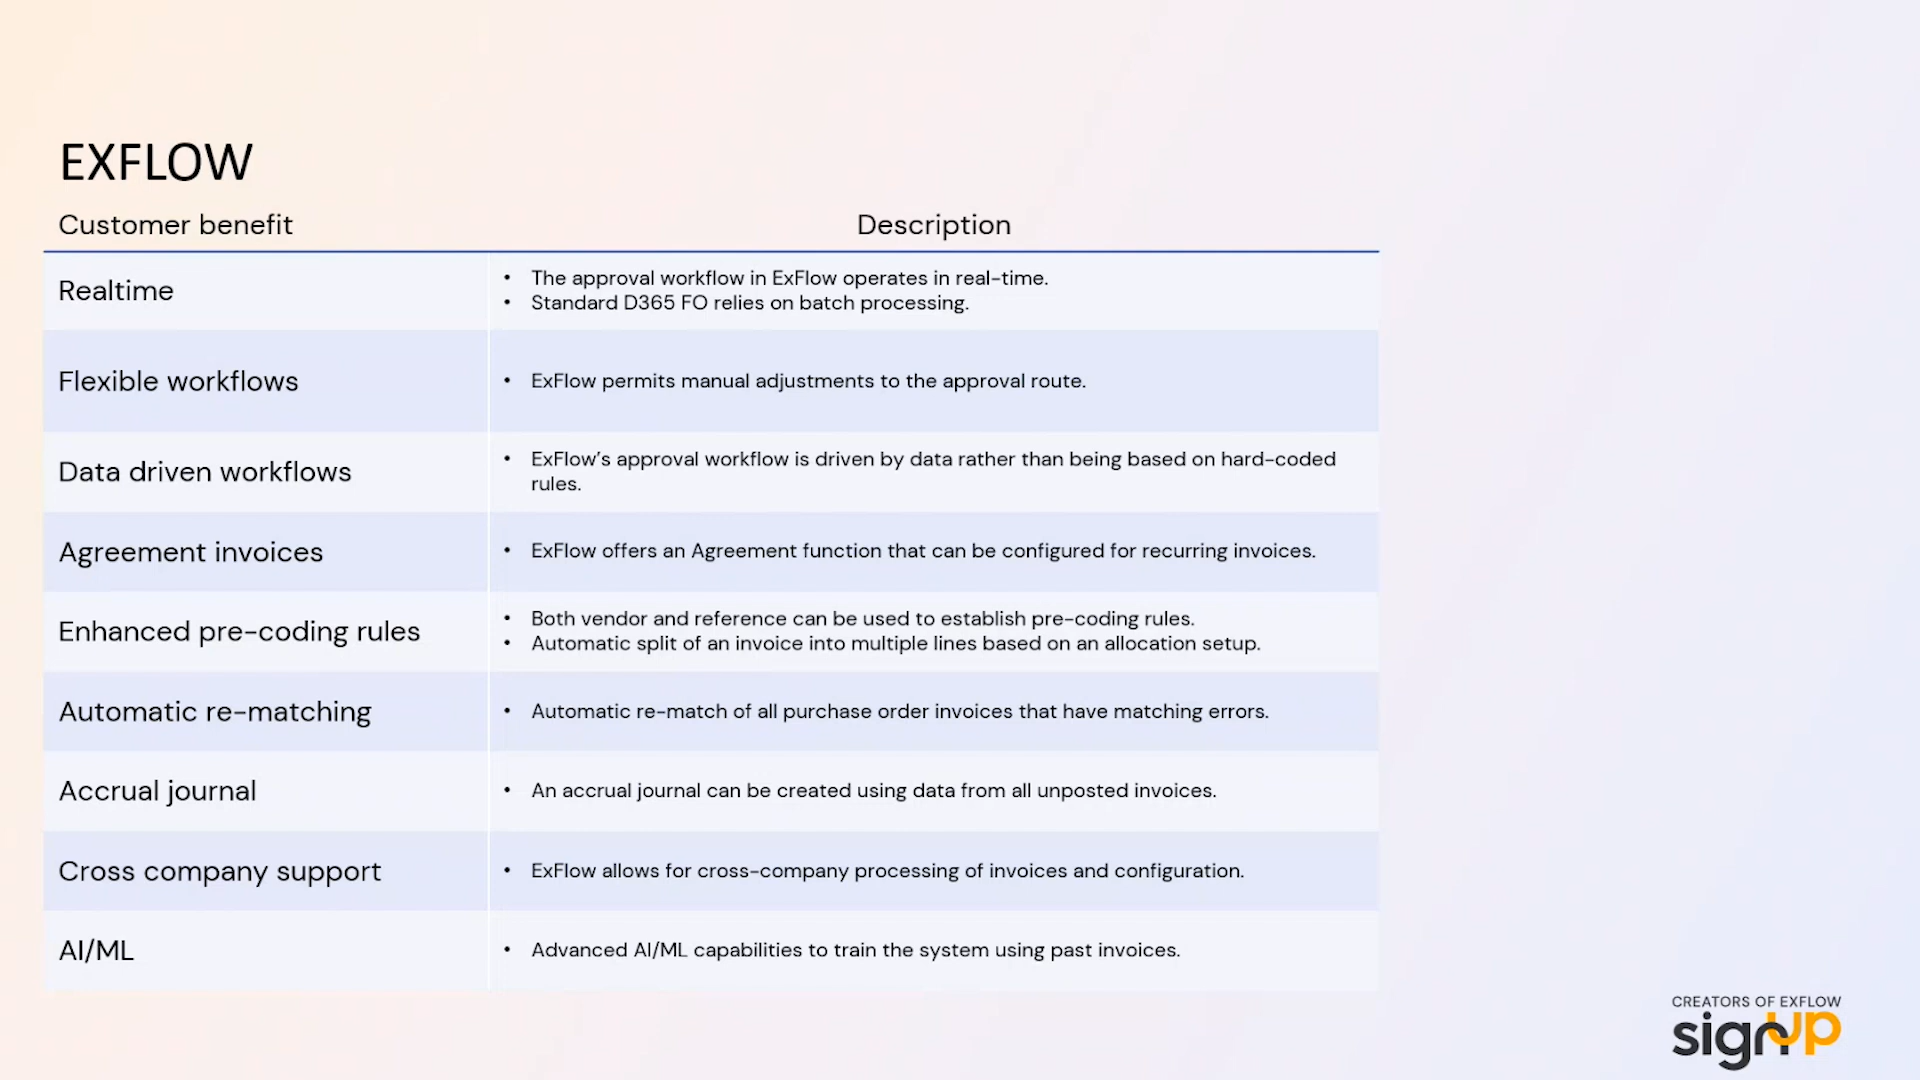 EXFLOW
Customer benefit
Description
Realtime
• The approval workflow in ExFlow operates in real-time.
• Standard D365 FO relies on batch processing.
Flexible workflows
• ExFlow permits manual adjustments to the approval route.
Data driven workflows
• ExFlow’s approval workflow is driven by data rather than being based on hard-coded
rules.
Agreement invoices
• ExFlow offers an Agreement function that can be configured for recurring invoices.
Enhanced pre-coding rules
• Both vendor and reference can be used to establish pre-coding rules.
• Automatic split of an invoice into multiple lines based on an allocation setup.
Automatic re-matching
• Automatic re-match of all purchase order invoices that have matching errors.
Accrual journal
• An accrual journal can be created using data from all unposted invoices.
Cross company support
• ExFlow allows for cross-company processing of invoices and configuration.
AI/ML
• Advanced AI/ML capabilities to train the system using past invoices.
CREATORS OF EXFLOW
signup